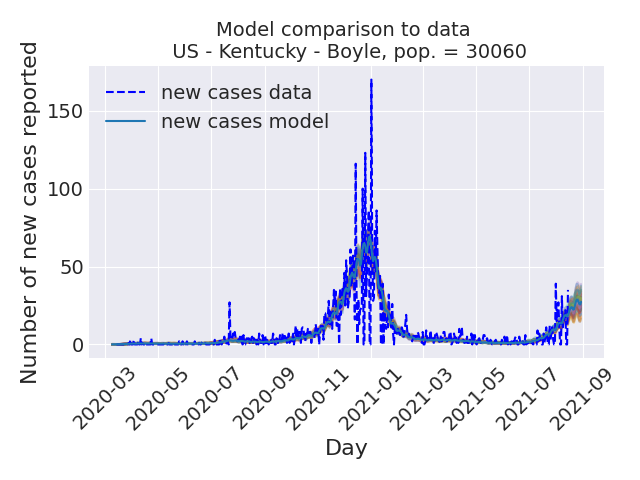 Model comparison to data
US - Kentucky - Boyle, pop. = 30060
new cases data
new cases model
Number of new cases reported
150
100
50
0
2020-03
2020-05
2020-07
2020-09
2020-11
2021-01
2021-03
2021-05
2021-07
2021-09
Day